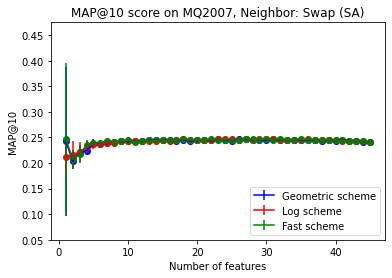 MAP@10 score on MQ2007, Neighbor: Swap (SA)
MAP@10
0.45
0.40
0.35
0.30
0.25
0.20
0.15
0.10
0.05
Geometric scheme
Log scheme
Fast scheme
0 10 20 30 40
Number of features